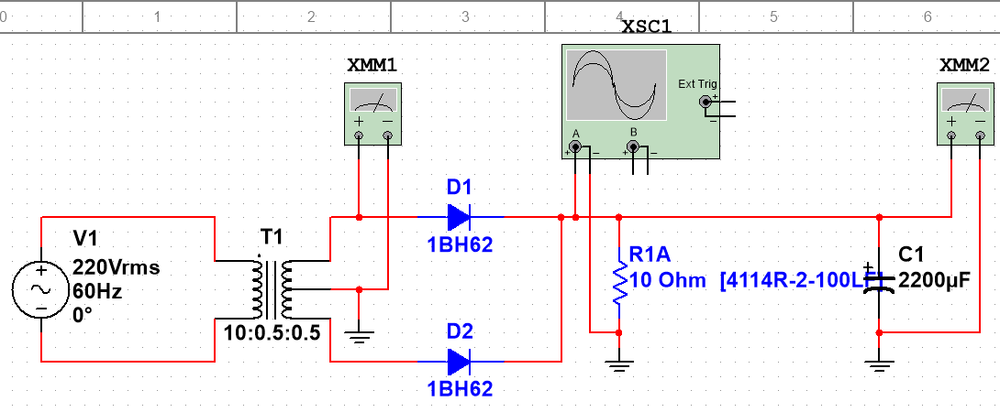 0 1 2 3 4 5 6
XSC1
XMM1
XMM2
Ext Trig
+
−
+ −
A B
+ − + −
+ −
D1
1BH62
V1
220Vrms
60Hz
0°
+
−
T1
10:0.5:0.5
R1A
10 Ohm [4114R-2-100LF]
C1
2200µF
+
D2
1BH62